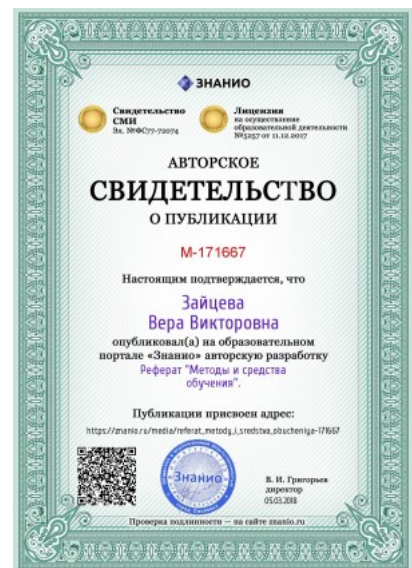 ЗНАНИО
Свидетельство
СМИ
Эл. №ФС77-72074
Лицензия
на осуществление
образовательной деятельности
№5257 от 11.12.2017
АВТОРСКОЕ
СВИДЕТЕЛЬСТВО
О ПУБЛИКАЦИИ
М-171667
Настоящим подтверждается, что
Зайцева
Вера Викторовна
опубликовал(а) на образовательном
портале «Знанио» авторскую разработку
Реферат "Методы и средства
обучения".
Публикации присвоен адрес:
https://znanio.ru/media/referat_metody_i_sredstva_obucheniya-171667
Знанио
В. И. Григорьев
директор
05.03.2018
Проверка подлинности — на сайте znanio.ru